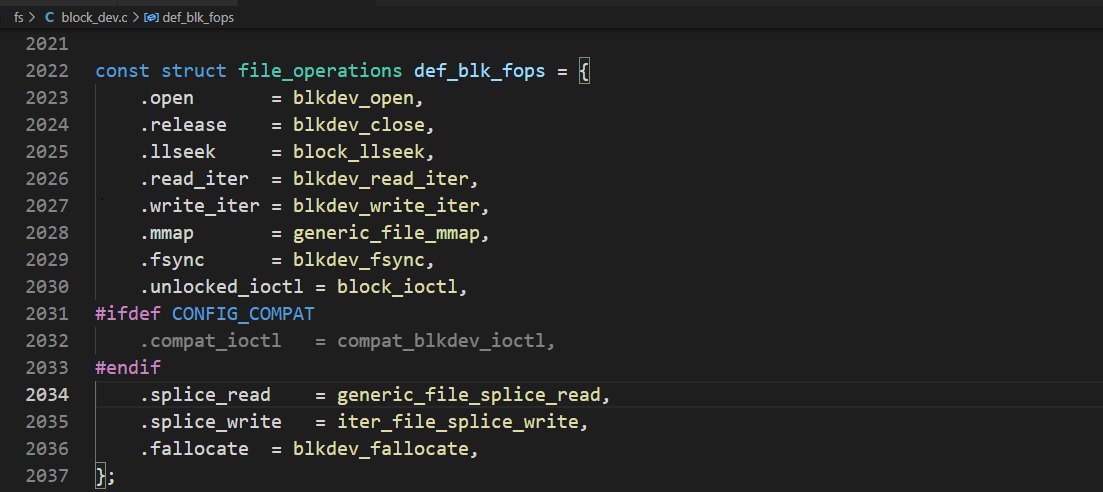 fs > C block_dev.c > def_blk_fops
2021
2022 const struct file_operations def_blk_fops = {
2023     .open       = blkdev_open,
2024     .release    = blkdev_close,
2025     .llseek     = block_llseek,
2026     .read_iter  = blkdev_read_iter,
2027     .write_iter = blkdev_write_iter,
2028     .mmap       = generic_file_mmap,
2029     .fsync      = blkdev_fsync,
2030     .unlocked_ioctl = block_ioctl,
2031 #ifdef CONFIG_COMPAT
2032     .compat_ioctl   = compat_blkdev_ioctl,
2033 #endif
2034     .splice_read    = generic_file_splice_read,
2035     .splice_write   = iter_file_splice_write,
2036     .fallocate  = blkdev_fallocate,
2037 };